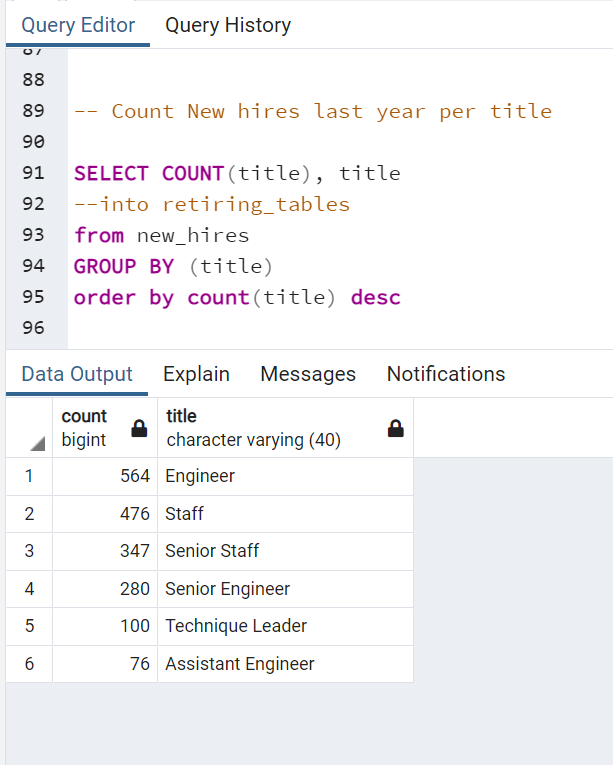 Query Editor Query History
87
88
89 -- Count New hires last year per title
90
91 SELECT COUNT(title), title
92 --into retiring_tables
93 from new_hires
94 GROUP BY (title)
95 order by count(title) desc
96
Data Output Explain Messages Notifications
count title
bigint character varying (40)
1 564 Engineer
2 476 Staff
3 347 Senior Staff
4 280 Senior Engineer
5 100 Technique Leader
6 76 Assistant Engineer